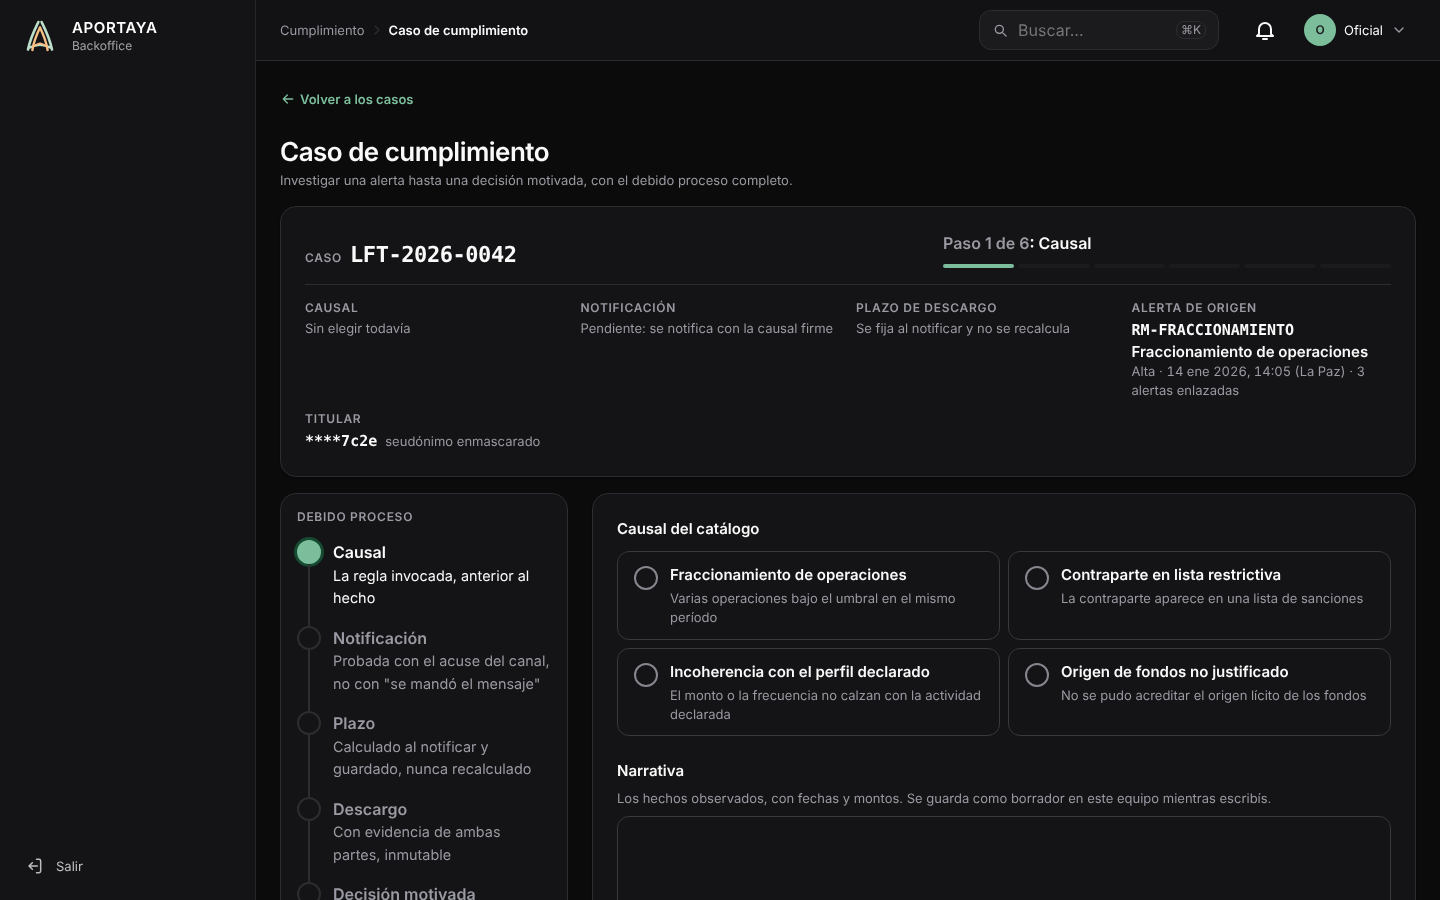 APORTAYA
Backoffice
Cumplimiento
Caso de cumplimiento
Buscar...
⌘K
O
Oficial
← Volver a los casos
Caso de cumplimiento
Investigar una alerta hasta una decisión motivada, con el debido proceso completo.
CASO LFT-2026-0042
Paso 1 de 6: Causal
CAUSAL
Sin elegir todavía
NOTIFICACIÓN
Pendiente: se notifica con la causal firme
PLAZO DE DESCARGO
Se fija al notificar y no se recalcula
ALERTA DE ORIGEN
RM-FRACCIONAMIENTO
Fraccionamiento de operaciones
Alta · 14 ene 2026, 14:05 (La Paz) · 3
alertas enlazadas
TITULAR
****7c2e seudónimo enmascarado
DEBIDO PROCESO
Causal
La regla invocada, anterior al
hecho
Notificación
Probada con el acuse del canal,
no con "se mandó el mensaje"
Plazo
Calculado al notificar y
guardado, nunca recalculado
Descargo
Con evidencia de ambas
partes, inmutable
Decisión motivada
Causal del catálogo
Fraccionamiento de operaciones
Varias operaciones bajo el umbral en el mismo
período
Contraparte en lista restrictiva
La contraparte aparece en una lista de sanciones
Incoherencia con el perfil declarado
El monto o la frecuencia no calzan con la actividad
declarada
Origen de fondos no justificado
No se pudo acreditar el origen lícito de los fondos
Narrativa
Los hechos observados, con fechas y montos. Se guarda como borrador en este equipo mientras escribís.
Salir